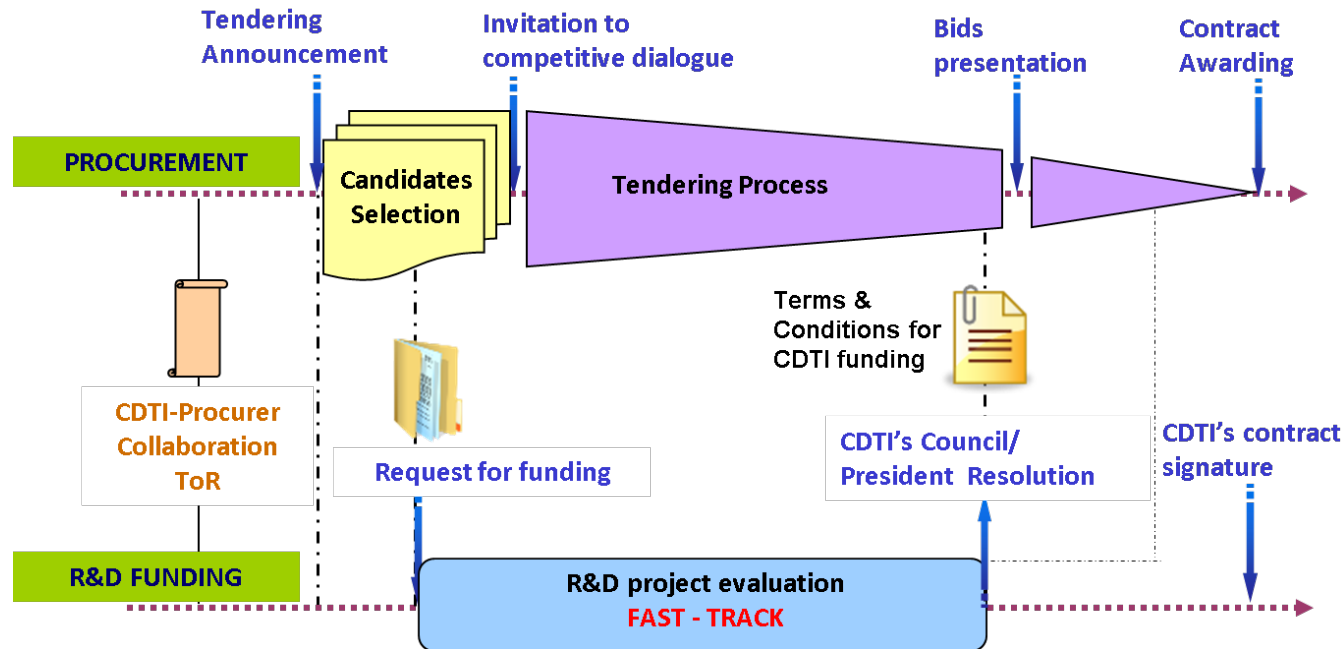 Tendering
Announcement
Invitation to
competitive dialogue
Bids
presentation
Contract
Awarding
PROCUREMENT
Candidates
Selection
Tendering Process
Terms &
Conditions for
CDTI funding
CDTI-Procurer
Collaboration
ToR
Request for funding
CDTI's Council/
President Resolution
CDTI's contract
signature
R&D FUNDING
R&D project evaluation
FAST - TRACK